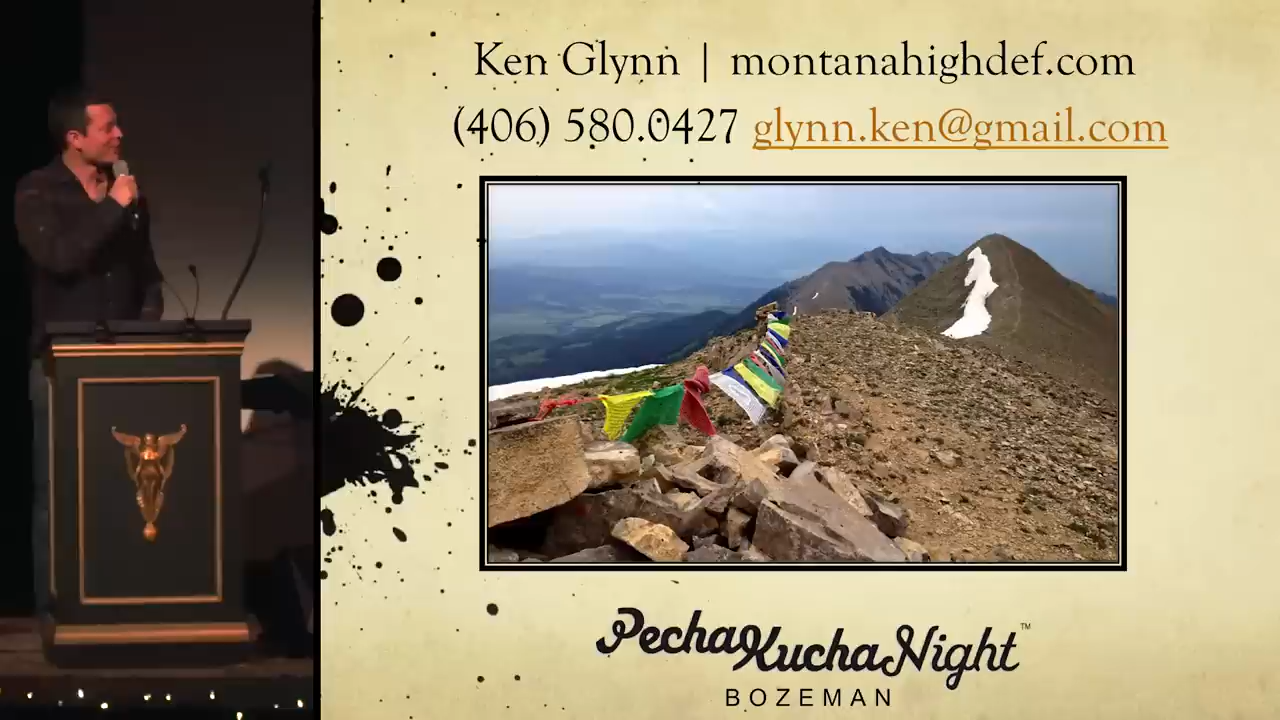 Ken Glynn | montanahighdef.com
(406) 580.0427 glynn.ken@gmail.com
PechaKuchaNight™
BOZEMAN